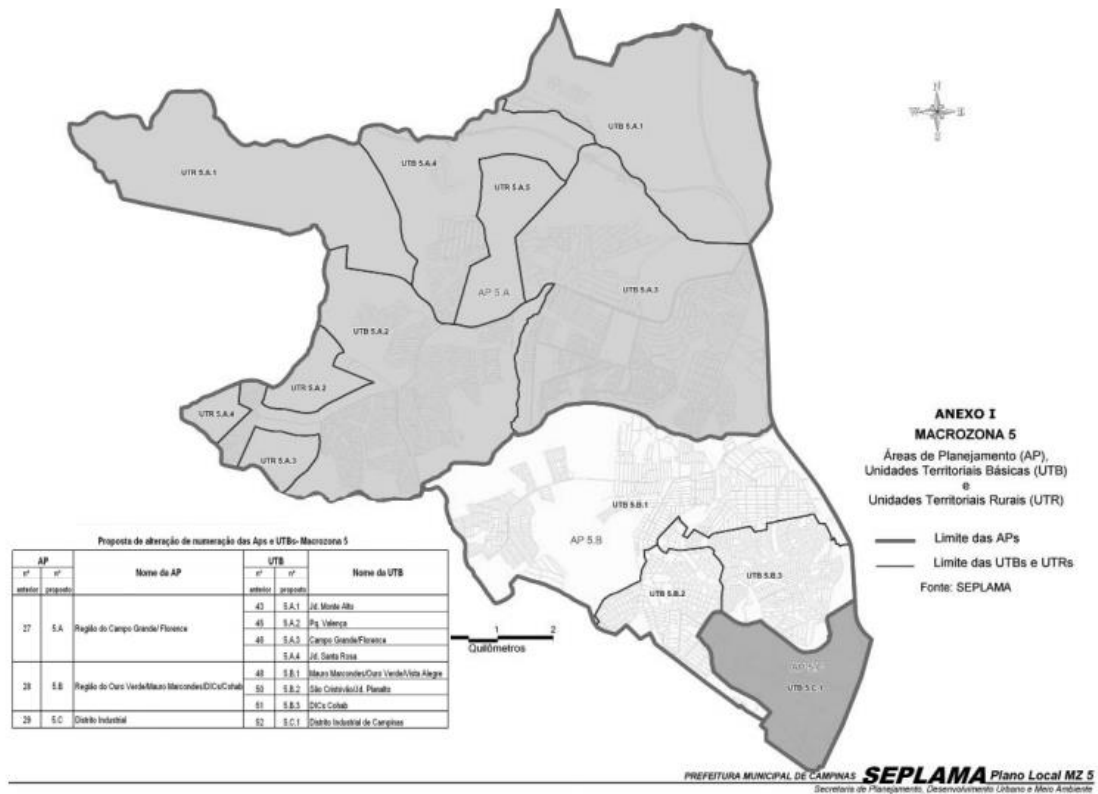 N
W E
S
UTB 5.A.1
UTB 5.A.4
UTR 5.A.1
UTR 5.A.5
AP 5.A
UTB 5.A.3
UTB 5.A.2
UTR 5.A.2
UTR 5.A.4
UTR 5.A.3
UTB 5.B.1
AP 5.B
UTB 5.B.3
UTB 5.B.2
AP 5.C
UTB 5.C.1
ANEXO I
MACROZONA 5
Áreas de Planejamento (AP),
Unidades Territoriais Básicas (UTB)
e
Unidades Territoriais Rurais (UTR)
Limite das APs
Limite das UTBs e UTRs
Fonte: SEPLAMA
Proposta de alteração de numeração das Aps e UTBs- Macrozona 5
AP UTB
nº anterior nº proposto Nome da AP nº anterior nº proposto Nome da UTB
27 5.A Região do Campo Grande/ Florence
43 5.A.1 Jd. Monte Alto
45 5.A.2 Pq. Valença
46 5.A.3 Campo Grande/Florence
5.A.4 Jd. Santa Rosa
28 5.B Região do Ouro Verde/Mauro Marcondes/DICs/Cohab
48 5.B.1 Mauro Marcondes/Ouro Verde/Vista Alegre
50 5.B.2 São Cristóvão/Jd. Planalto
51 5.B.3 DICs Cohab
29 5.C Distrito Industrial 52 5.C.1 Distrito Industrial de Campinas
1 2
Quilômetros
PREFEITURA MUNICIPAL DE CAMPINAS SEPLAMA Plano Local MZ 5
Secretaria de Planejamento, Desenvolvimento Urbano e Meio Ambiente